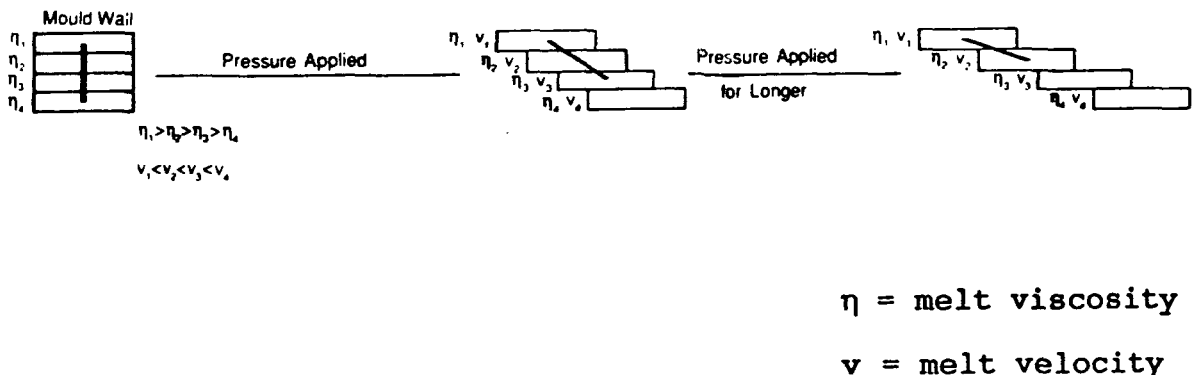 Mould Wall
η₁
η₂
η₃
η₄
η₁>η₂>η₃>η₄
v₁<v₂<v₃<v₄
Pressure Applied
η₁ v₁
η₂ v₂
η₃ v₃
η₄ v₄
Pressure Applied
for Longer
η₁ v₁
η₂ v₂
η₃ v₃
η₄ v₄
η = melt viscosity
v = melt velocity